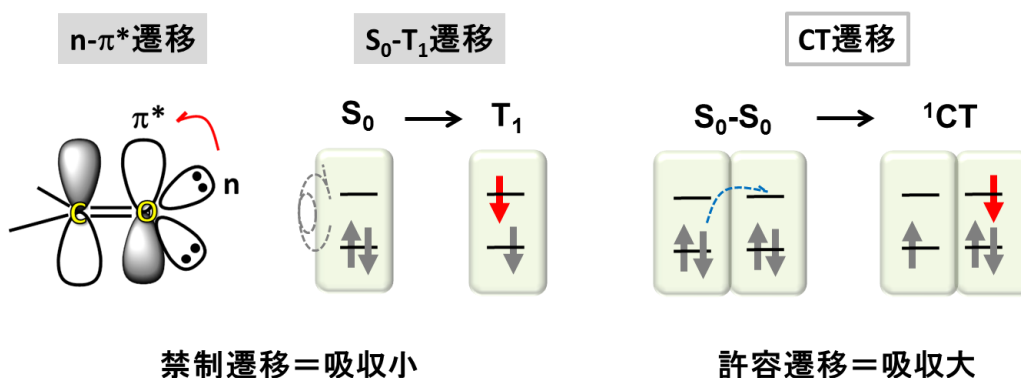 n-π*遷移
S₀-T₁遷移
CT遷移
π*
n
C
O
S₀ → T₁
S₀-S₀ → ¹CT
禁制遷移＝吸収小
許容遷移＝吸収大